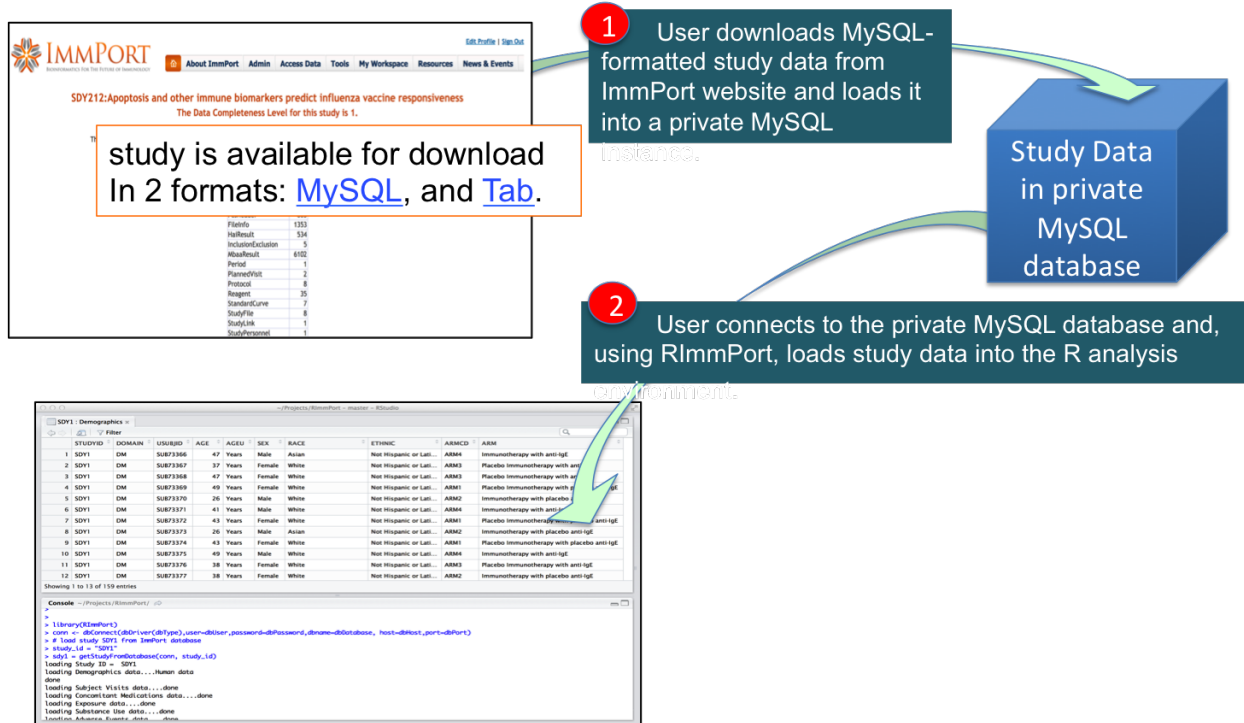 IMMPORT
BIOINFORMATICS FOR THE FUTURE OF IMMUNOLOGY
Edit Profile | Sign Out
About ImmPort Admin Access Data Tools My Workspace Resources News & Events
SDY212:Apoptosis and other immune biomarkers predict influenza vaccine responsiveness
The Data Completeness Level for this study is 1.
study is available for download
In 2 formats: MySQL, and Tab.
FileInfo 1353
HaiResult 534
InclusionExclusion 5
MbaaResult 6102
Period 1
PlannedVisit 2
Protocol 8
Reagent 35
StandardCurve 7
StudyFile 8
StudyLink 1
StudyPersonnel 1
1
User downloads MySQL-
formatted study data from
ImmPort website and loads it
into a private MySQL
instance.
Study Data
in private
MySQL
database
2
User connects to the private MySQL database and,
using RImmPort, loads study data into the R analysis
environment.
~/Projects/RImmPort - master - RStudio
SDY1 : Demographics ×
Filter
STUDYID DOMAIN USUBJID AGE AGEU SEX RACE ETHNIC ARMCD ARM
1 SDY1 DM SUB73366 47 Years Male Asian Not Hispanic or Lati... ARM4 Immunotherapy with anti-IgE
2 SDY1 DM SUB73367 37 Years Female White Not Hispanic or Lati... ARM3 Placebo Immunotherapy with
3 SDY1 DM SUB73368 47 Years Female White Not Hispanic or Lati... ARM3 Placebo Immunotherapy with
4 SDY1 DM SUB73369 49 Years Female White Not Hispanic or Lati... ARM1 Placebo Immunotherapy with
5 SDY1 DM SUB73370 26 Years Male White Not Hispanic or Lati... ARM2 Immunotherapy with placebo
6 SDY1 DM SUB73371 41 Years Male White Not Hispanic or Lati... ARM4 Immunotherapy with
7 SDY1 DM SUB73372 43 Years Female White Not Hispanic or Lati... ARM1 Placebo Immunotherapy with placebo anti-IgE
8 SDY1 DM SUB73373 26 Years Male Asian Not Hispanic or Lati... ARM2 Immunotherapy with placebo anti-IgE
9 SDY1 DM SUB73374 43 Years Female White Not Hispanic or Lati... ARM1 Placebo Immunotherapy with placebo anti-IgE
10 SDY1 DM SUB73375 49 Years Male White Not Hispanic or Lati... ARM4 Immunotherapy with anti-IgE
11 SDY1 DM SUB73376 38 Years Female White Not Hispanic or Lati... ARM3 Placebo Immunotherapy with anti-IgE
12 SDY1 DM SUB73377 38 Years Female White Not Hispanic or Lati... ARM2 Immunotherapy with placebo anti-IgE
Showing 1 to 13 of 159 entries
Console ~/Projects/RImmPort/
>
>
> library(RImmPort)
> conn <- dbConnect(dbDriver(dbType),user=dbUser,password=dbPassword,dbname=dbDatabase, host=dbHost,port=dbPort)
> # load study SDY1 from ImmPort database
> study_id = "SDY1"
> sdy1 = getStudyFromDatabase(conn, study_id)
loading Study ID = SDY1
loading Demographics data....Human data
done
loading Subject Visits data....done
loading Concomitant Medications data....done
loading Exposure data....done
loading Substance Use data....done
loading Adverse Events data....done